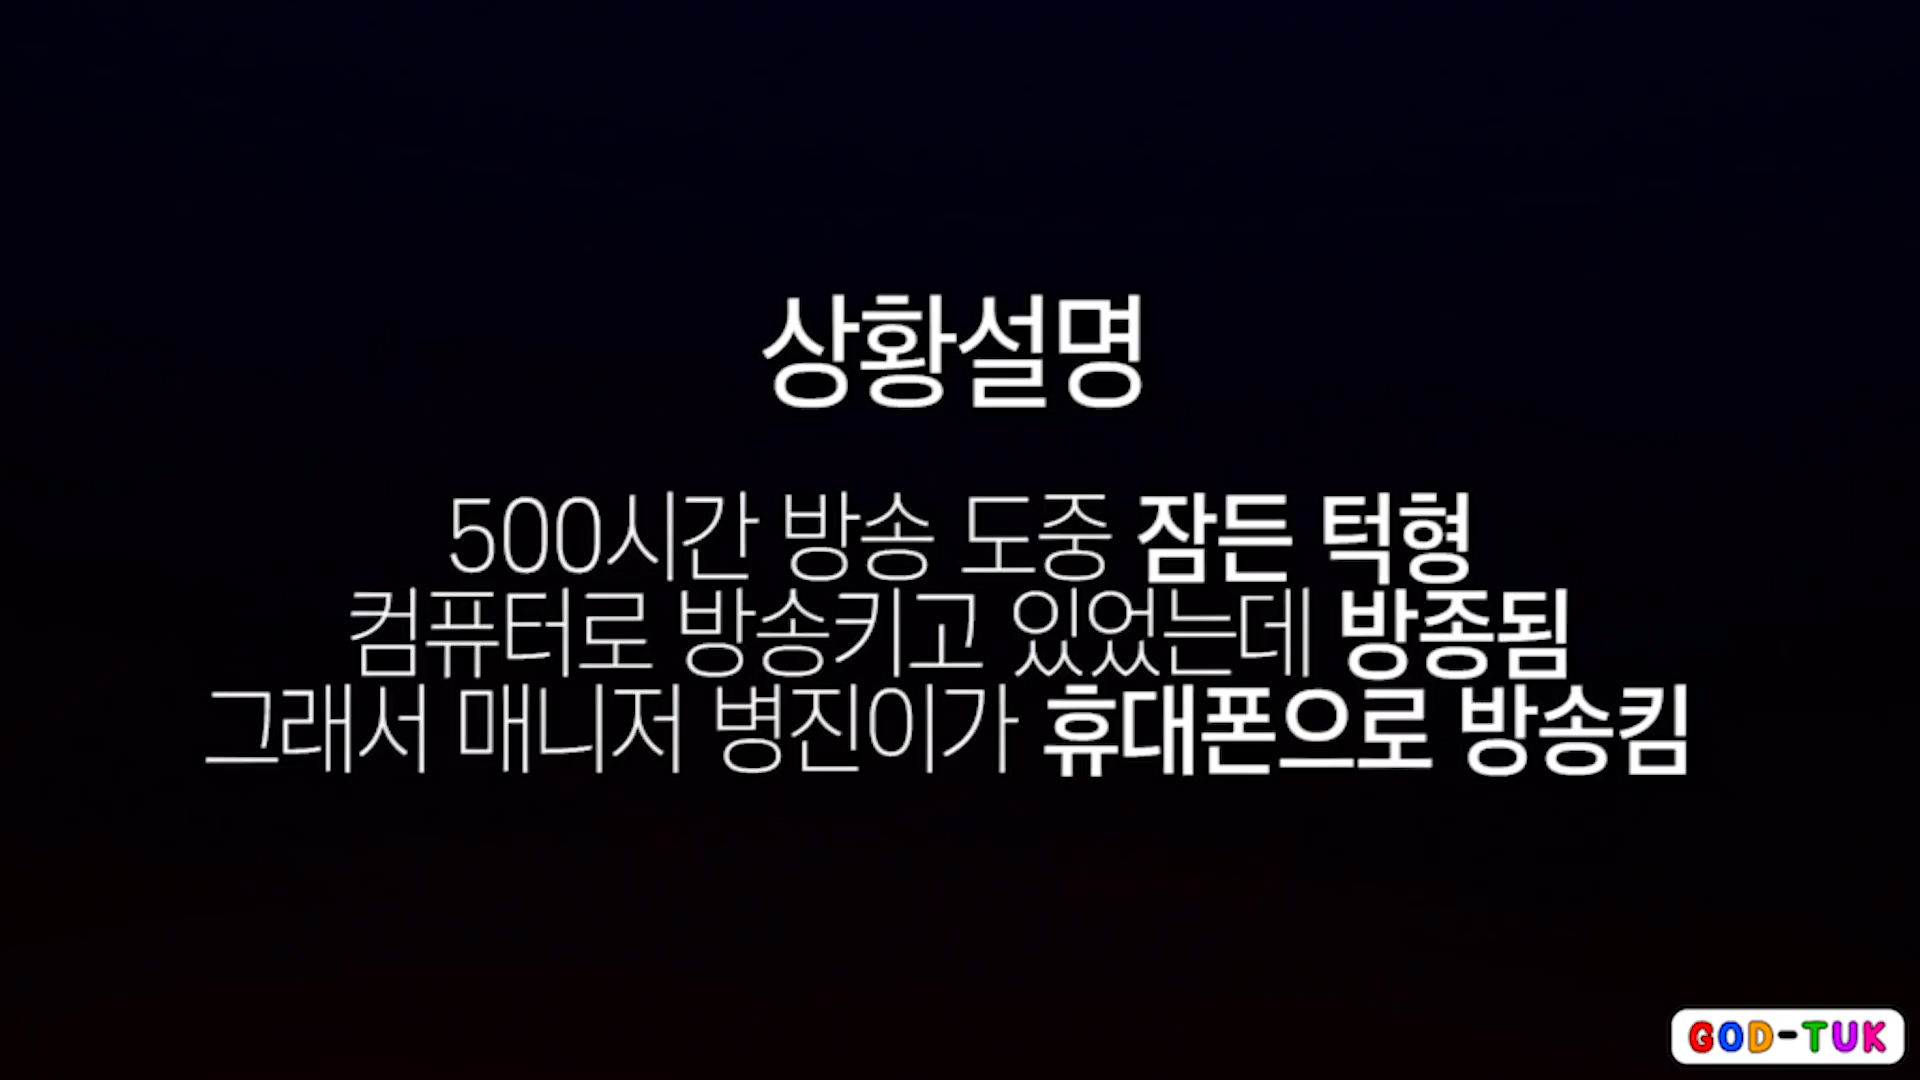 상황설명
500시간 방송 도중 잠든 턱형
컴퓨터로 방송키고 있었는데 방종됨
그래서 매니저 병진이가 휴대폰으로 방송킴
GOD-TUK